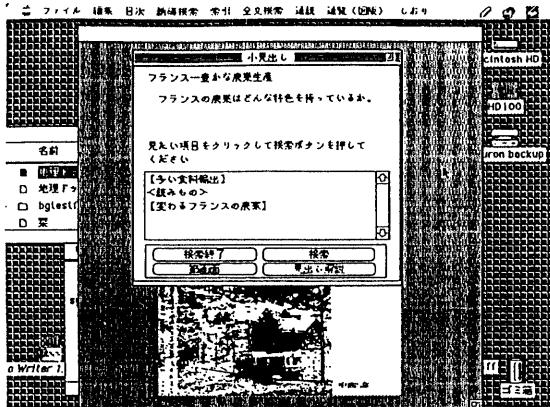 ファイル 編集 目次 訥碍検索 索引 全文検索 通読 通覧（図版） しおり
小見出し
フランス―豊かな農業生産
フランスの農業はどんな特色を持っているか。
見たい項目をクリックして検索ボタンを押して
ください
【多い食料輸出】
<読みもの>
【変わるフランスの農家】
検索終了 検索
前画面 見出し解説
名前
地理
bgtest
栞
HD100
uron backup
o Writer 1.
ゴミ箱